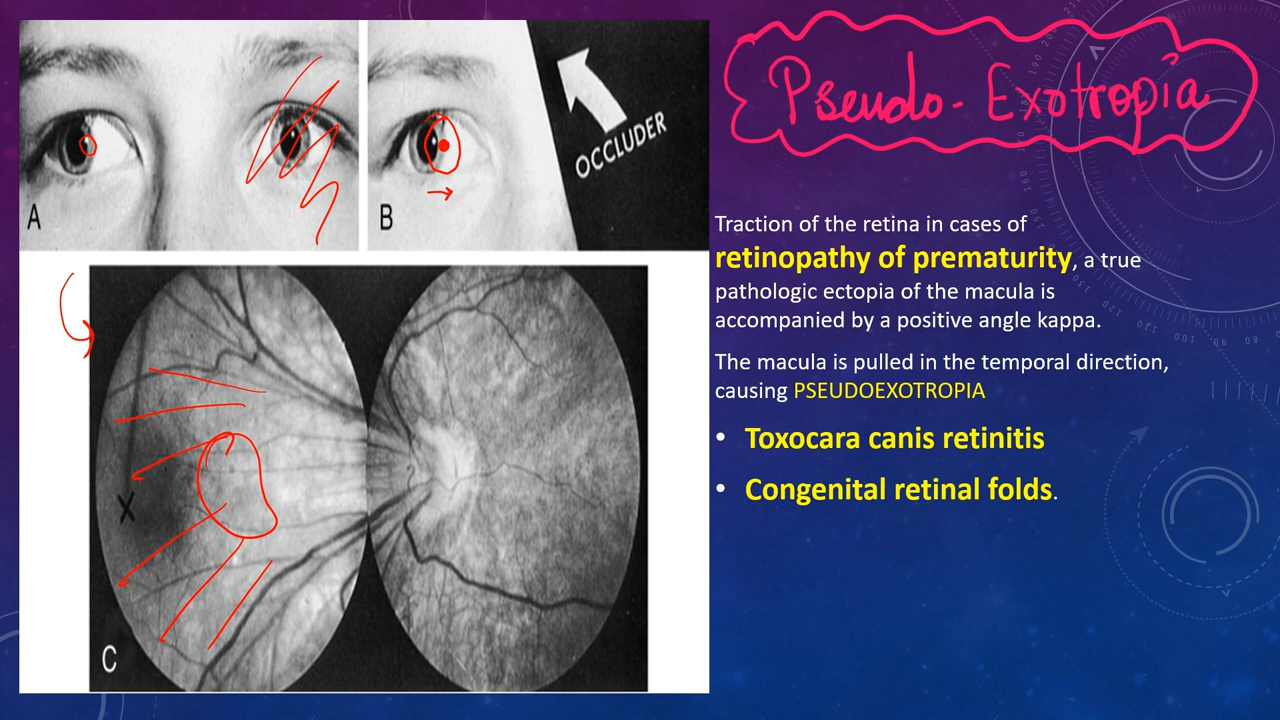 Pseudo-Exotropia
A
B
OCCLUDER
Traction of the retina in cases of
retinopathy of prematurity, a true
pathologic ectopia of the macula is
accompanied by a positive angle kappa.
The macula is pulled in the temporal direction,
causing PSEUDOEXOTROPIA
• Toxocara canis retinitis
• Congenital retinal folds.
X
C